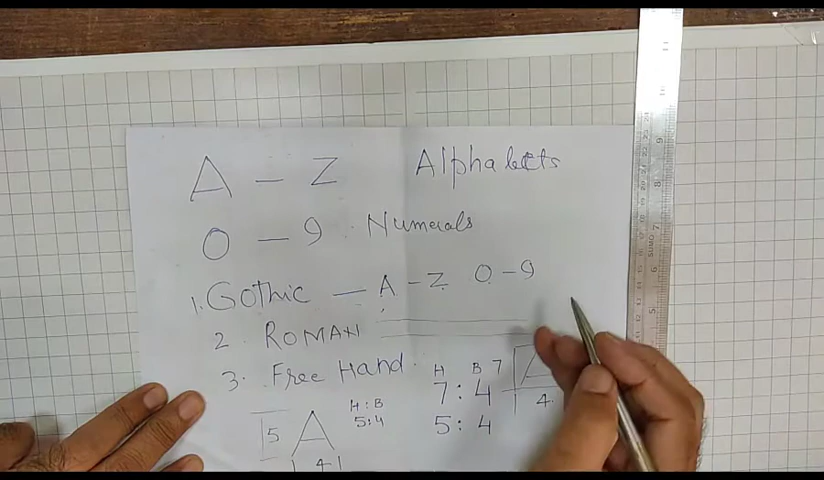 A - Z Alphabets
0 - 9 Numerals
1. Gothic - A - Z 0 - 9
2. ROMAN
3. Free Hand.
H B
7 : 4
5 : 4
7
4.
H : B
5 : 4
5 A
4